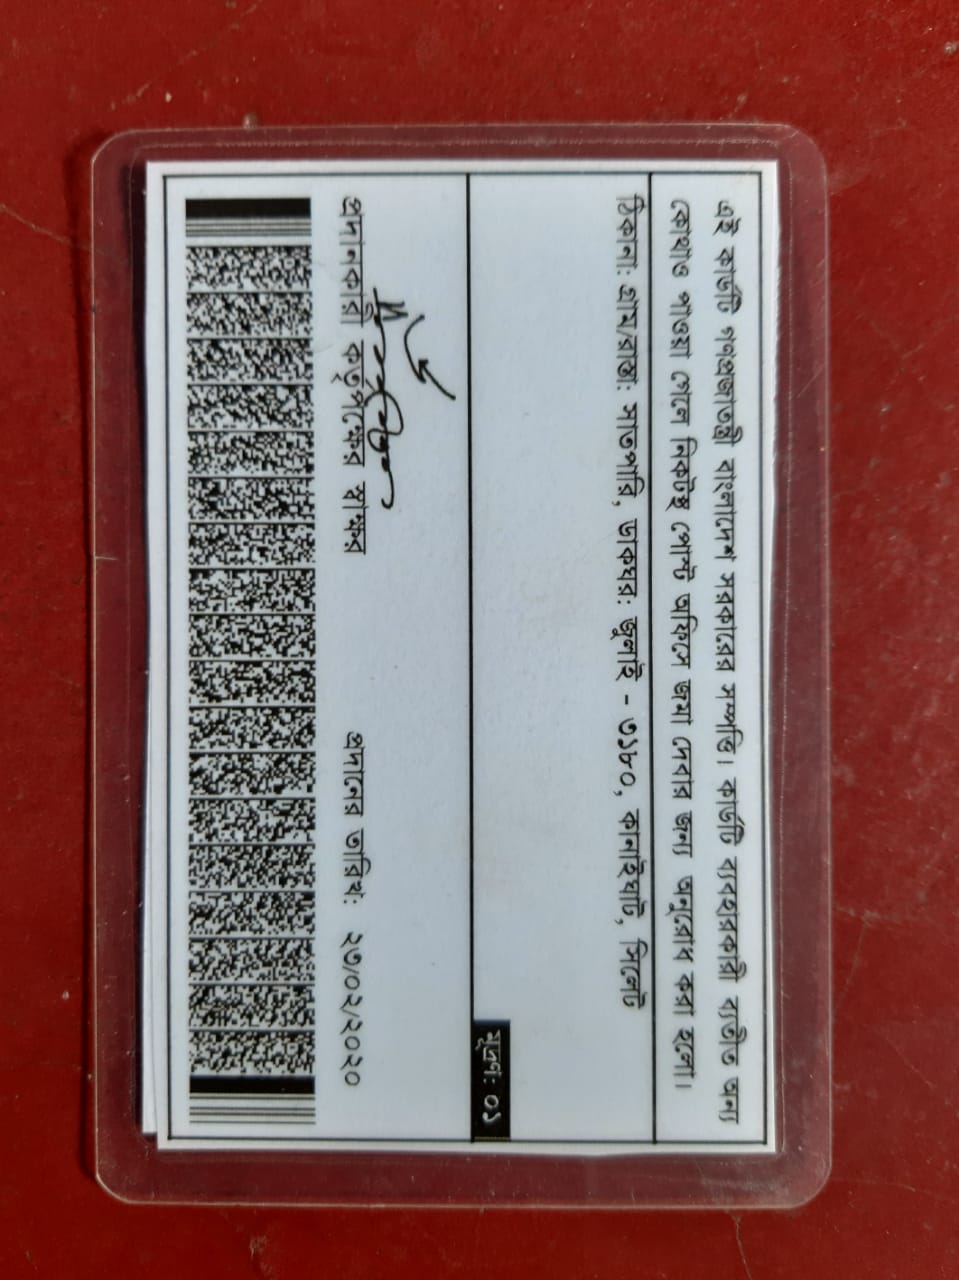 এই কার্ডটি গণপ্রজাতন্ত্রী বাংলাদেশ সরকারের সম্পত্তি। কার্ডটি ব্যবহারকারী ব্যতীত অন্য
কোথাও পাওয়া গেলে নিকটস্থ পোস্ট অফিসে জমা দেবার জন্য অনুরোধ করা হলো।
ঠিকানা: গ্রাম/রাস্তা: সাতপারি, ডাকঘর: জুলাই - ৩১৮০, কানাইঘাট, সিলেট
মূদ্রণ: ০১
প্রদানকারী কর্তৃপক্ষের স্বাক্ষর
প্রদানের তারিখ: ২৩/০২/২০২০